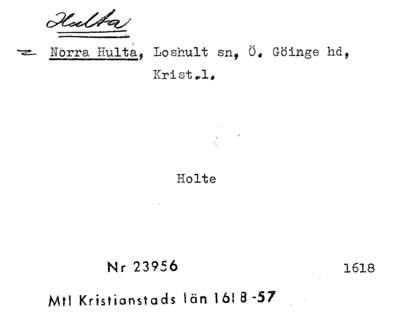 Hulta
= Norra Hulta, Loshult sn, Ö. Göinge hd,
Krist.l.
Holte
Nr 23956
1618
Mtl Kristianstads län 1618-57